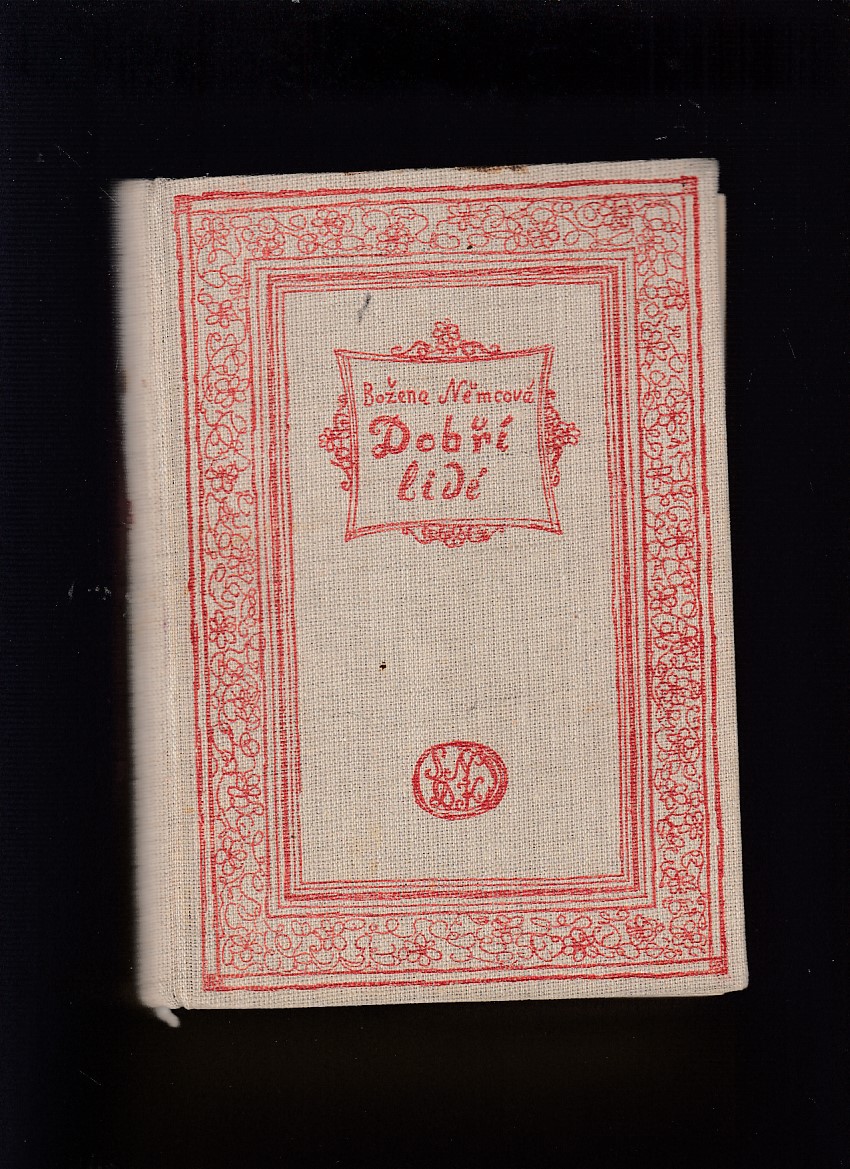 Božena Němcová
Dobří
lidé
S.N.
D.K.